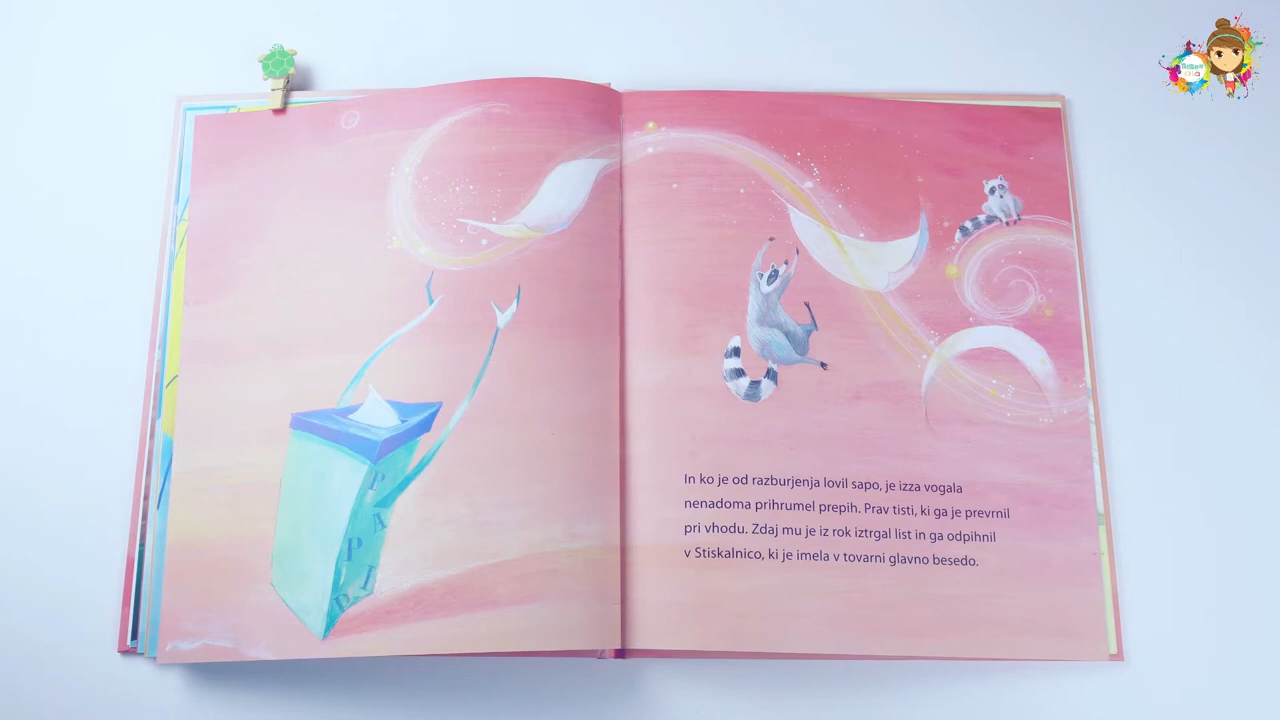 P
A
P
I
R
In ko je od razburjenja lovil sapo, je izza vogala
nenadoma prihrumel prepih. Prav tisti, ki ga je prevrnil
pri vhodu. Zdaj mu je iz rok iztrgal list in ga odpihnil
v Stiskalnico, ki je imela v tovarni glavno besedo.